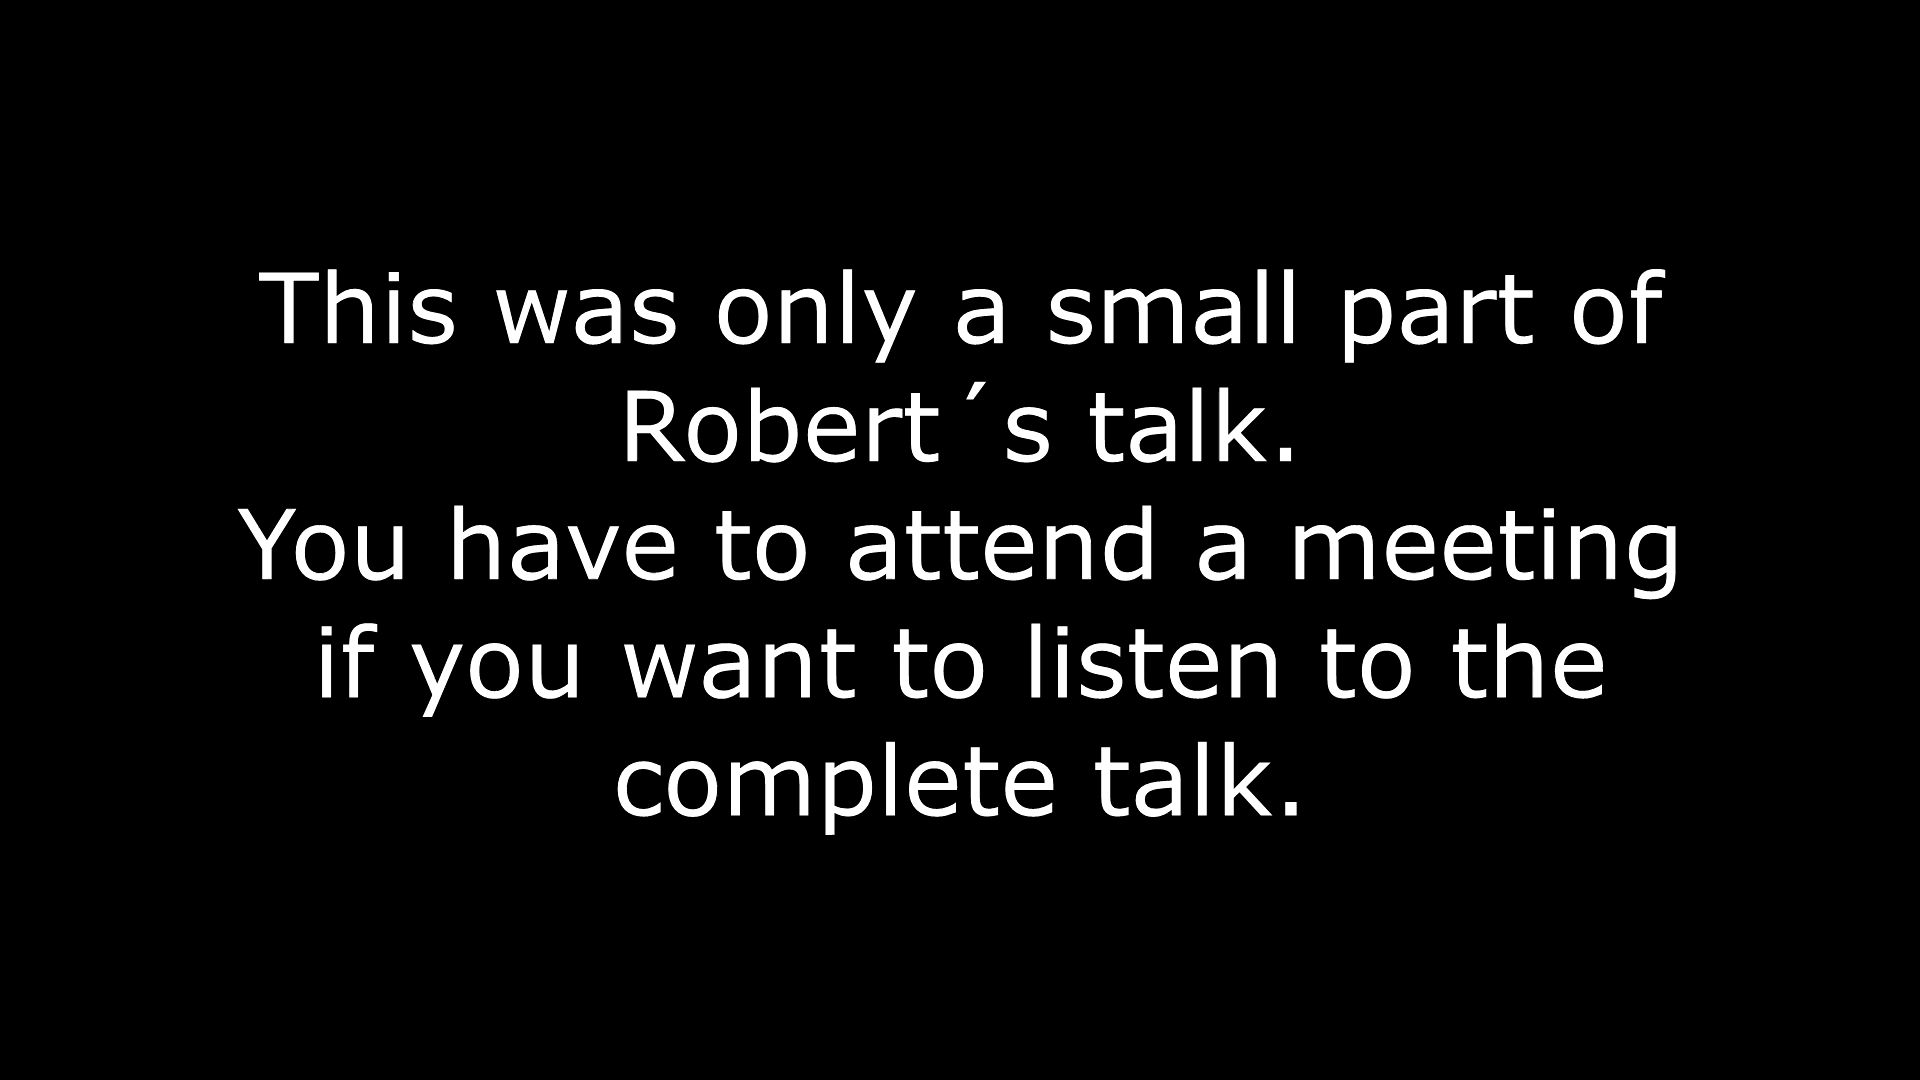 This was only a small part of
Robert´s talk.
You have to attend a meeting
if you want to listen to the
complete talk.